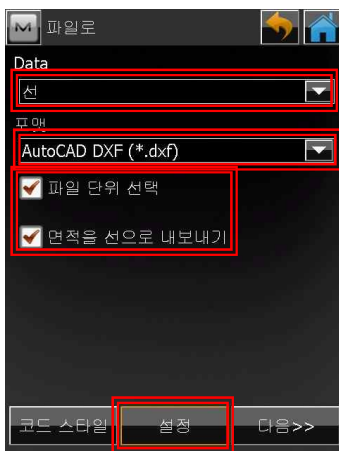 파일로
Data
선
포맷
AutoCAD DXF (*.dxf)
파일 단위 선택
면적을 선으로 내보내기
코드 스타일 설정 다음>>